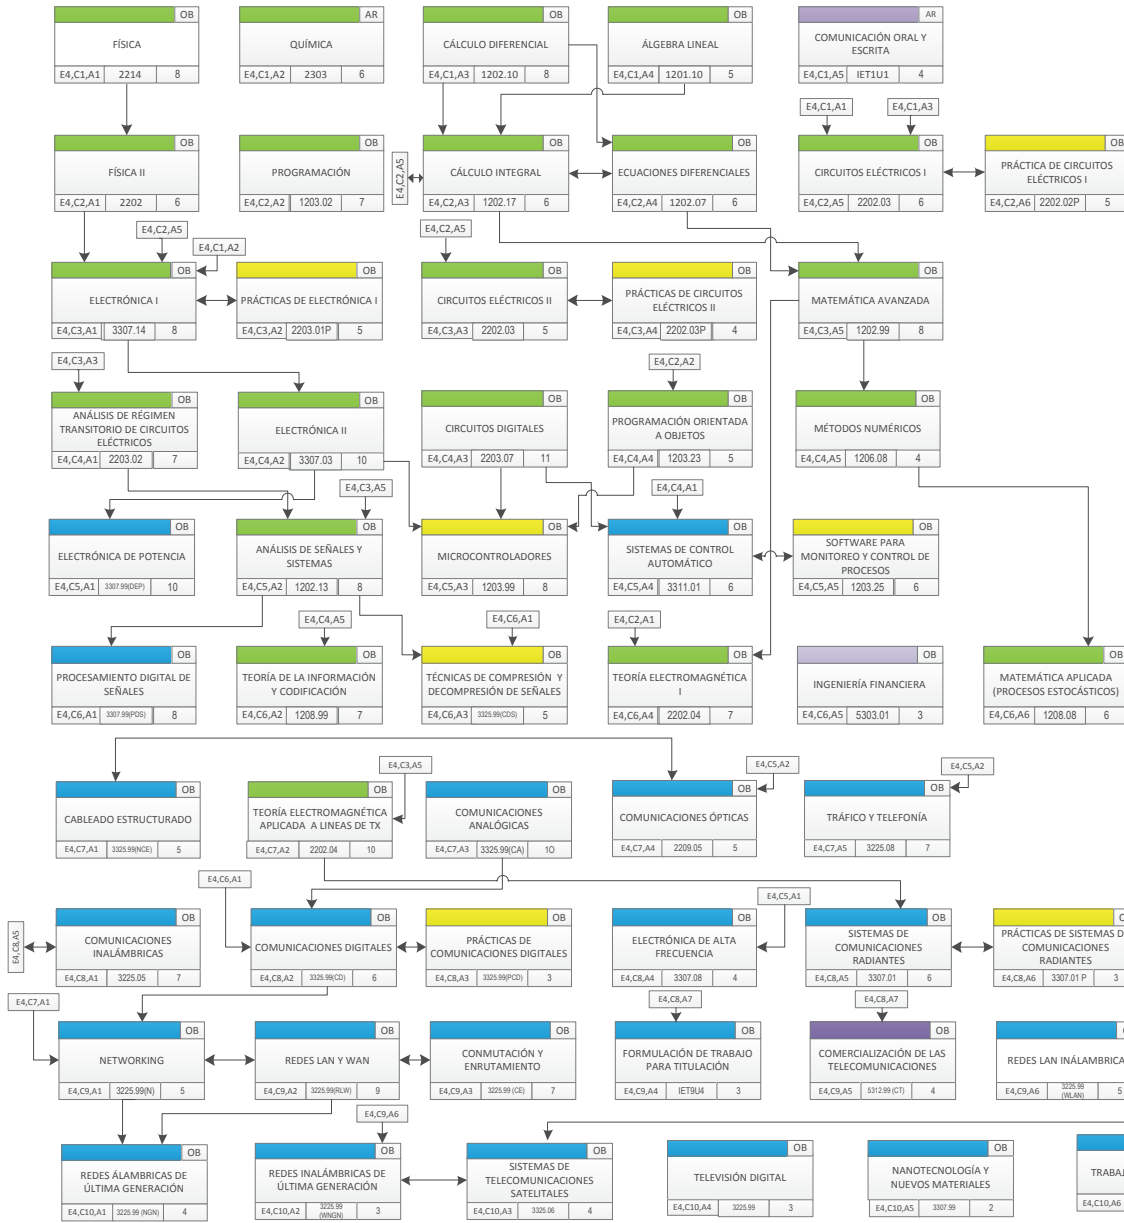 OB
AR
OB
OB
AR
FÍSICA
QUÍMICA
CÁLCULO DIFERENCIAL
ÁLGEBRA LINEAL
COMUNICACIÓN ORAL Y
ESCRITA
E4,C1,A1 2214 8
E4,C1,A2 2303 6
E4,C1,A3 1202.10 8
E4,C1,A4 1201.10 5
E4,C1,A5 IET1U1 4
E4,C1,A1
E4,C1,A3
OB
OB
OB
OB
OB
OB
E4,C2,A5
FÍSICA II
PROGRAMACIÓN
CÁLCULO INTEGRAL
ECUACIONES DIFERENCIALES
CIRCUITOS ELÉCTRICOS I
PRÁCTICA DE CIRCUITOS
ELÉCTRICOS I
E4,C2,A1 2202 6
E4,C2,A2 1203.02 7
E4,C2,A3 1202.17 6
E4,C2,A4 1202.07 6
E4,C2,A5 2202.03 6
E4,C2,A6 2202.02P 5
E4,C2,A5
E4,C1,A2
E4,C2,A5
OB
OB
OB
OB
OB
ELECTRÓNICA I
PRÁCTICAS DE ELECTRÓNICA I
CIRCUITOS ELÉCTRICOS II
PRÁCTICAS DE CIRCUITOS
ELÉCTRICOS II
MATEMÁTICA AVANZADA
E4,C3,A1 3307.14 8
E4,C3,A2 2203.01P 5
E4,C3,A3 2202.03 5
E4,C3,A4 2202.03P 4
E4,C3,A5 1202.99 8
E4,C3,A3
E4,C2,A2
OB
OB
OB
OB
OB
ANÁLISIS DE RÉGIMEN
TRANSITORIO DE CIRCUITOS
ELÉCTRICOS
ELECTRÓNICA II
CIRCUITOS DIGITALES
PROGRAMACIÓN ORIENTADA
A OBJETOS
MÉTODOS NUMÉRICOS
E4,C4,A1 2203.02 7
E4,C4,A2 3307.03 10
E4,C4,A3 2203.07 11
E4,C4,A4 1203.23 5
E4,C4,A5 1206.08 4
E4,C3,A5
E4,C4,A1
OB
OB
OB
OB
OB
ELECTRÓNICA DE POTENCIA
ANÁLISIS DE SEÑALES Y
SISTEMAS
MICROCONTROLADORES
SISTEMAS DE CONTROL
AUTOMÁTICO
SOFTWARE PARA
MONITOREO Y CONTROL DE
PROCESOS
E4,C5,A1 3307.99(DEP) 10
E4,C5,A2 1202.13 8
E4,C5,A3 1203.99 8
E4,C5,A4 3311.01 6
E4,C5,A5 1203.25 6
E4,C4,A5
E4,C6,A1
E4,C2,A1
OB
OB
OB
OB
OB
OB
PROCESAMIENTO DIGITAL DE
SEÑALES
TEORÍA DE LA INFORMACIÓN
Y CODIFICACIÓN
TÉCNICAS DE COMPRESIÓN Y
DECOMPRESIÓN DE SEÑALES
TEORÍA ELECTROMAGNÉTICA
I
INGENIERÍA FINANCIERA
MATEMÁTICA APLICADA
(PROCESOS ESTOCÁSTICOS)
E4,C6,A1 3307.99(PDS) 8
E4,C6,A2 1208.99 7
E4,C6,A3 3325.99(CDS) 5
E4,C6,A4 2202.04 7
E4,C6,A5 5303.01 3
E4,C6,A6 1208.08 6
E4,C3,A5
E4,C5,A2
E4,C5,A2
OB
OB
OB
OB
OB
CABLEADO ESTRUCTURADO
TEORÍA ELECTROMAGNÉTICA
APLICADA A LINEAS DE TX
COMUNICACIONES
ANALÓGICAS
COMUNICACIONES ÓPTICAS
TRÁFICO Y TELEFONÍA
E4,C7,A1 3325.99(NCE) 5
E4,C7,A2 2202.04 10
E4,C7,A3 3325.99(CA) 1O
E4,C7,A4 2209.05 5
E4,C7,A5 3225.08 7
E4,C6,A1
E4,C5,A1
OB
OB
OB
OB
OB
E4,C8,A5
COMUNICACIONES
INALÁMBRICAS
COMUNICACIONES DIGITALES
PRÁCTICAS DE
COMUNICACIONES DIGITALES
ELECTRÓNICA DE ALTA
FRECUENCIA
SISTEMAS DE
COMUNICACIONES
RADIANTES
PRÁCTICAS DE SISTEMAS
COMUNICACIONES
RADIANTES
E4,C8,A1 3225.05 7
E4,C8,A2 3325.99(CD) 6
E4,C8,A3 3325.99(PCD) 3
E4,C8,A4 3307.08 4
E4,C8,A5 3307.01 6
E4,C8,A6 3307.01 P 3
E4,C7,A1
E4,C8,A7
E4,C8,A7
OB
OB
OB
OB
OB
NETWORKING
REDES LAN Y WAN
CONMUTACIÓN Y
ENRUTAMIENTO
FORMULACIÓN DE TRABAJO
PARA TITULACIÓN
COMERCIALIZACIÓN DE LAS
TELECOMUNICACIONES
REDES LAN INÁLAMBRICA
E4,C9,A1 3225.99(N) 5
E4,C9,A2 3225.99(RLW) 9
E4,C9,A3 3225.99 (CE) 7
E4,C9,A4 IET9U4 3
E4,C9,A5 5312.99 (CT) 4
E4,C9,A6 3225.99 (WLAN) 5
E4,C9,A6
OB
OB
OB
OB
OB
REDES ÁLAMBRICAS DE
ÚLTIMA GENERACIÓN
REDES INALÁMBRICAS DE
ÚLTIMA GENERACIÓN
SISTEMAS DE
TELECOMUNICACIONES
SATELITALES
TELEVISIÓN DIGITAL
NANOTECNOLOGÍA Y
NUEVOS MATERIALES
E4,C10,A1 3225.99 (NGN) 4
E4,C10,A2 3225.99 (WNGN) 3
E4,C10,A3 3325.06 4
E4,C10,A4 3225.99 3
E4,C10,A5 3307.99 2
E4,C10,A6